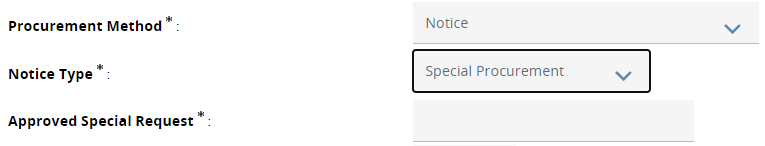 Procurement Method * : Notice
Notice Type * : Special Procurement
Approved Special Request * :